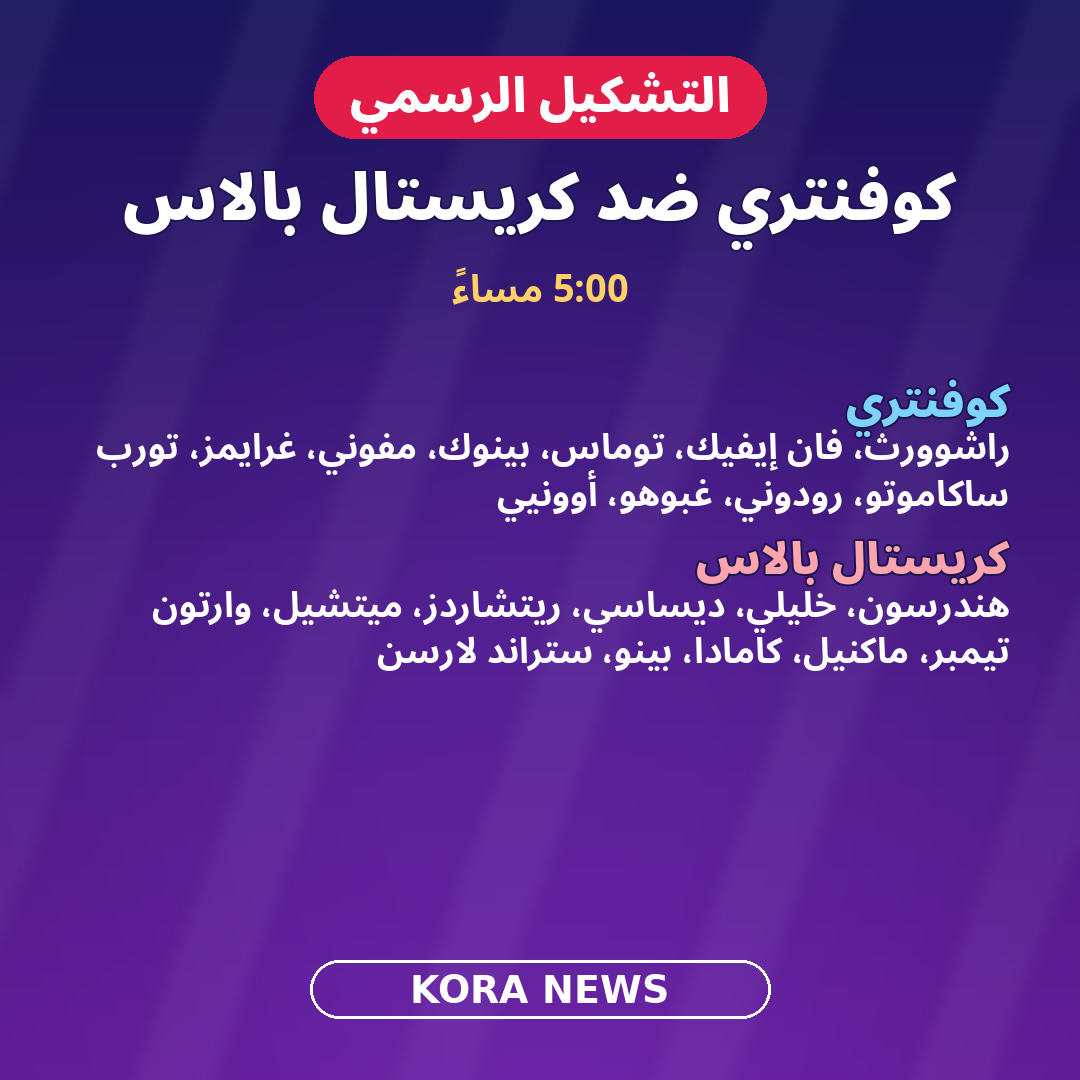 التشكيل الرسمي
كوفنتري ضد كريستال بالاس
5:00 مساءً
كوفنتري
راشوورث، فان إيفيك، توماس، بينوك، مفوني، غرايمز، تورب
ساكاموتو، رودوني، غبوهو، أوونيي
كريستال بالاس
هندرسون، خليلي، ديساسي، ريتشاردز، ميتشيل، وارتون
تيمبر، ماكنيل، كامادا، بينو، ستراند لارسن
KORA NEWS